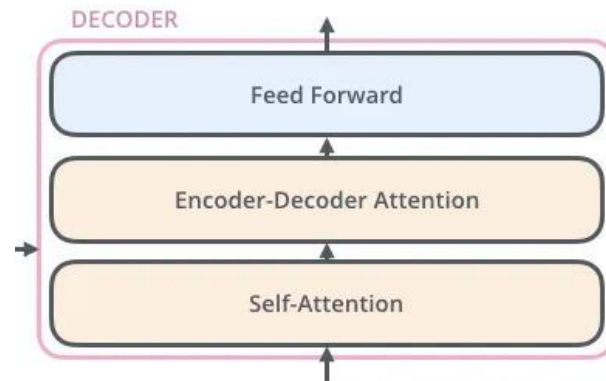 DECODER
Feed Forward
Encoder-Decoder Attention
Self-Attention